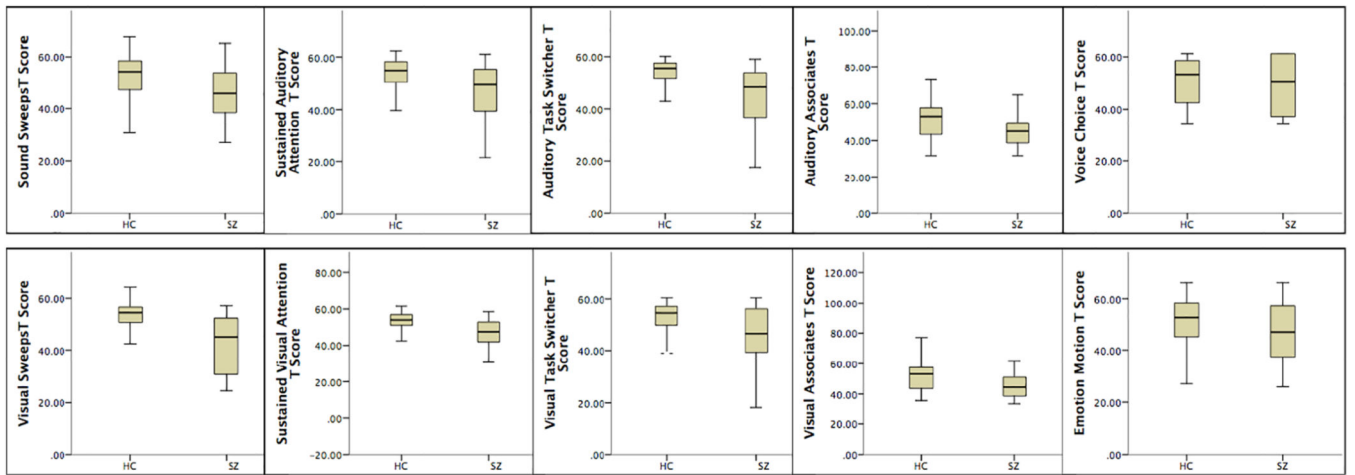 Sound SweepsT Score
60.00
40.00
20.00
.00
HC SZ
Sustained Auditory
Attention T Score
60.00
40.00
20.00
.00
HC SZ
Auditory Task Switcher T
Score
60.00
40.00
20.00
.00
HC SZ
Auditory Associates T
Score
100.00
80.00
60.00
40.00
20.00
.00
HC SZ
Voice Choice T Score
60.00
40.00
20.00
.00
HC SZ
Visual SweepsT Score
60.00
40.00
20.00
.00
HC SZ
Sustained Visual Attention
T Score
80.00
60.00
40.00
20.00
.00
-20.00
HC SZ
Visual Task Switcher T
Score
60.00
40.00
20.00
.00
HC SZ
Visual Associates T Score
120.00
100.00
80.00
60.00
40.00
20.00
.00
HC SZ
Emotion Motion T Score
60.00
40.00
20.00
.00
HC SZ